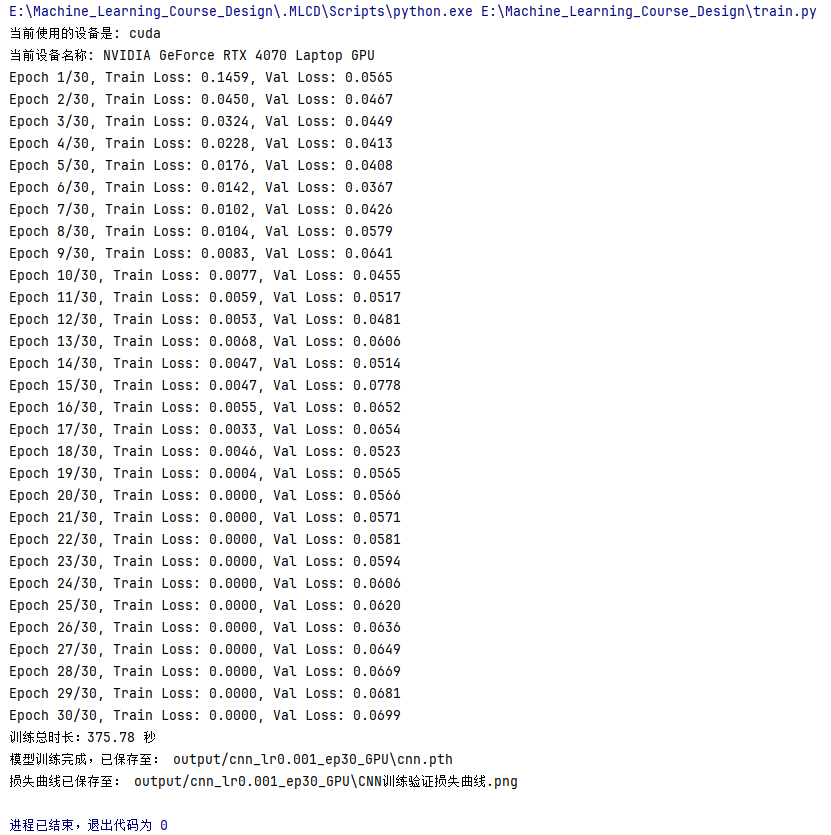 E:\Machine_Learning_Course_Design\.MLCD\Scripts\python.exe E:\Machine_Learning_Course_Design\train.py
当前使用的设备是: cuda
当前设备名称: NVIDIA GeForce RTX 4070 Laptop GPU
Epoch 1/30, Train Loss: 0.1459, Val Loss: 0.0565
Epoch 2/30, Train Loss: 0.0450, Val Loss: 0.0467
Epoch 3/30, Train Loss: 0.0324, Val Loss: 0.0449
Epoch 4/30, Train Loss: 0.0228, Val Loss: 0.0413
Epoch 5/30, Train Loss: 0.0176, Val Loss: 0.0408
Epoch 6/30, Train Loss: 0.0142, Val Loss: 0.0367
Epoch 7/30, Train Loss: 0.0102, Val Loss: 0.0426
Epoch 8/30, Train Loss: 0.0104, Val Loss: 0.0579
Epoch 9/30, Train Loss: 0.0083, Val Loss: 0.0641
Epoch 10/30, Train Loss: 0.0077, Val Loss: 0.0455
Epoch 11/30, Train Loss: 0.0059, Val Loss: 0.0517
Epoch 12/30, Train Loss: 0.0053, Val Loss: 0.0481
Epoch 13/30, Train Loss: 0.0068, Val Loss: 0.0606
Epoch 14/30, Train Loss: 0.0047, Val Loss: 0.0514
Epoch 15/30, Train Loss: 0.0047, Val Loss: 0.0778
Epoch 16/30, Train Loss: 0.0055, Val Loss: 0.0652
Epoch 17/30, Train Loss: 0.0033, Val Loss: 0.0654
Epoch 18/30, Train Loss: 0.0046, Val Loss: 0.0523
Epoch 19/30, Train Loss: 0.0004, Val Loss: 0.0565
Epoch 20/30, Train Loss: 0.0000, Val Loss: 0.0566
Epoch 21/30, Train Loss: 0.0000, Val Loss: 0.0571
Epoch 22/30, Train Loss: 0.0000, Val Loss: 0.0581
Epoch 23/30, Train Loss: 0.0000, Val Loss: 0.0594
Epoch 24/30, Train Loss: 0.0000, Val Loss: 0.0606
Epoch 25/30, Train Loss: 0.0000, Val Loss: 0.0620
Epoch 26/30, Train Loss: 0.0000, Val Loss: 0.0636
Epoch 27/30, Train Loss: 0.0000, Val Loss: 0.0649
Epoch 28/30, Train Loss: 0.0000, Val Loss: 0.0669
Epoch 29/30, Train Loss: 0.0000, Val Loss: 0.0681
Epoch 30/30, Train Loss: 0.0000, Val Loss: 0.0699
训练总时长：375.78 秒
模型训练完成，已保存至： output/cnn_lr0.001_ep30_GPU\cnn.pth
损失曲线已保存至： output/cnn_lr0.001_ep30_GPU\CNN训练验证损失曲线.png
进程已结束，退出代码为 0